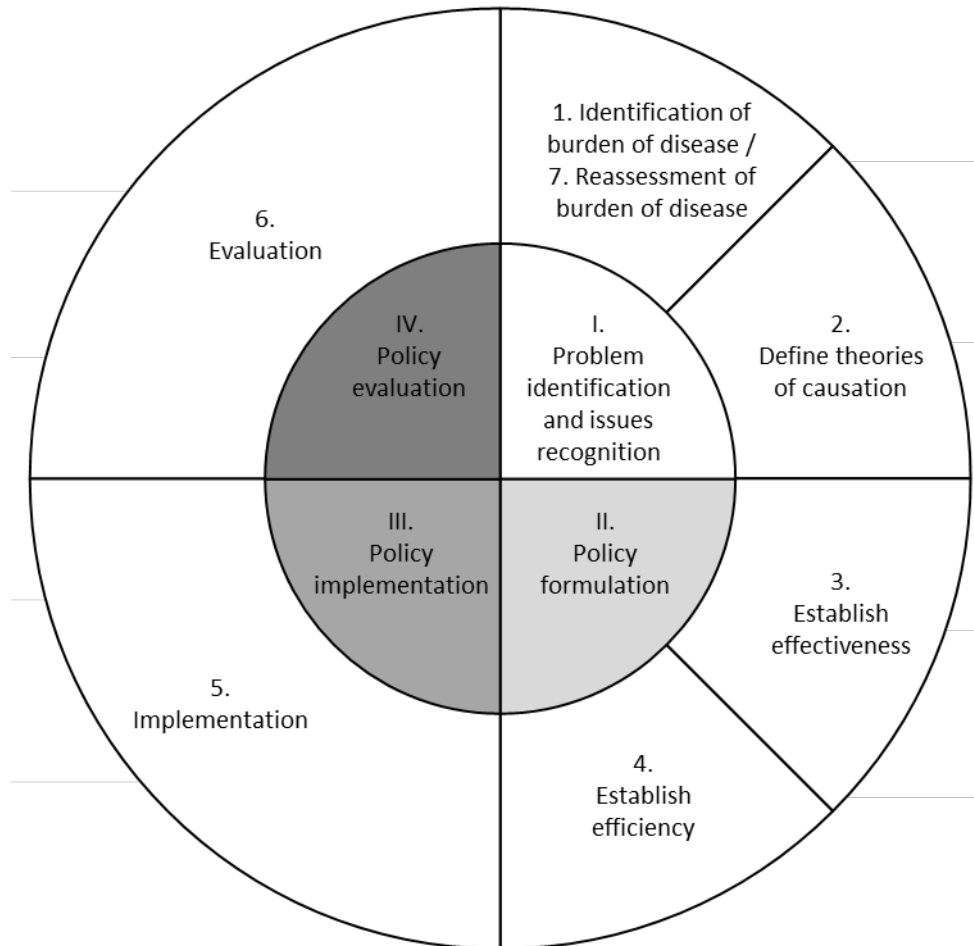 1. Identification of
burden of disease /
7. Reassessment of
burden of disease
2.
Define theories
of causation
3.
Establish
effectiveness
4.
Establish
efficiency
5.
Implementation
6.
Evaluation
I.
Problem
identification
and issues
recognition
II.
Policy
formulation
III.
Policy
implementation
IV.
Policy
evaluation